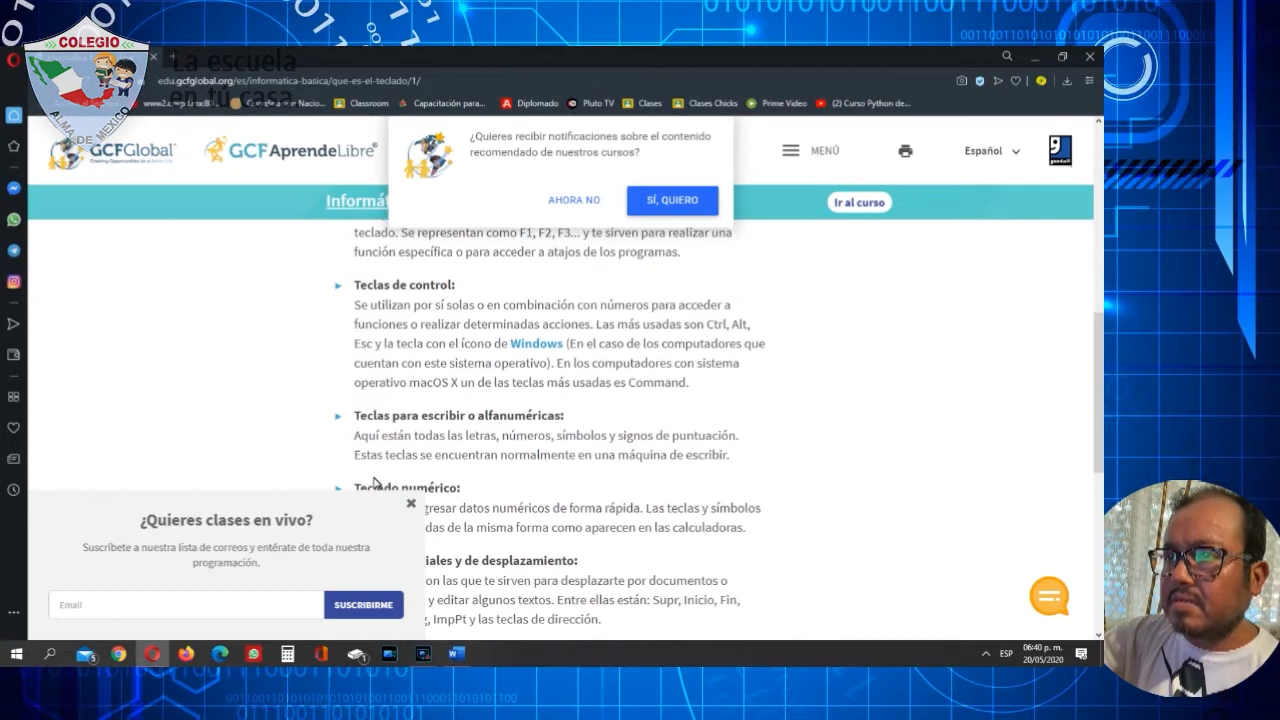 COLEGIO
ALMA DE MEXICO
La escuela
en tu casa
edu.gcfglobal.org/es/informatica-basica/que-es-el-teclado/1/
Classroom
Capacitación para...
Diplomado
Pluto TV
Clases
Clases Chicks
Prime Video
(2) Curso Python de...
GCFGlobal
Creating Opportunities for a Better Life
GCFAprendeLibre
¿Quieres recibir notificaciones sobre el contenido
recomendado de nuestros cursos?
AHORA NO
SÍ, QUIERO
MENÚ
Español
goodwill
Informát
Ir al curso
teclado. Se representan como F1, F2, F3... y te sirven para realizar una
función específica o para acceder a atajos de los programas.
Teclas de control:
Se utilizan por sí solas o en combinación con números para acceder a
funciones o realizar determinadas acciones. Las más usadas son Ctrl, Alt,
Esc y la tecla con el ícono de Windows (En el caso de los computadores que
cuentan con este sistema operativo). En los computadores con sistema
operativo macOS X un de las teclas más usadas es Command.
Teclas para escribir o alfanuméricas:
Aquí están todas las letras, números, símbolos y signos de puntuación.
Estas teclas se encuentran normalmente en una máquina de escribir.
Teclado numérico:
gresar datos numéricos de forma rápida. Las teclas y símbolos
das de la misma forma como aparecen en las calculadoras.
iales y de desplazamiento:
on las que te sirven para desplazarte por documentos o
y editar algunos textos. Entre ellas están: Supr, Inicio, Fin,
g, ImpPt y las teclas de dirección.
¿Quieres clases en vivo?
Suscríbete a nuestra lista de correos y entérate de toda nuestra
programación.
Email
SUSCRIBIRME
5
1
ESP
06:40 p. m.
20/05/2020